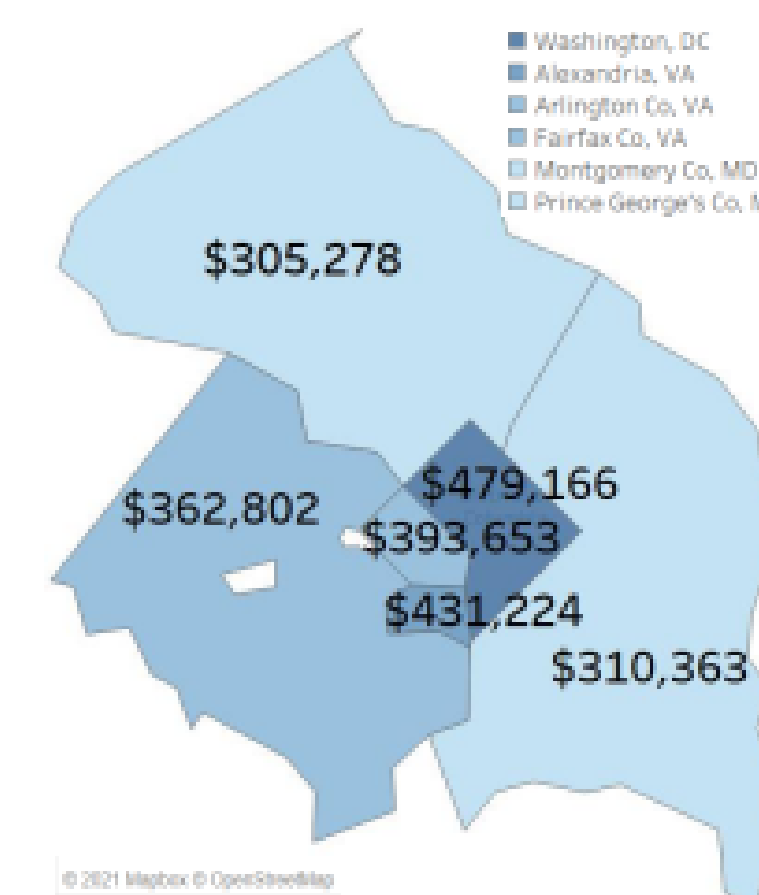 Washington, DC
Alexandria, VA
Arlington Co, VA
Fairfax Co, VA
Montgomery Co, MD
Prince George's Co, M
$305,278
$479,166
$362,802
$393,653
$431,224
$310,363
© 2021 Mapbox © OpenStreetMap